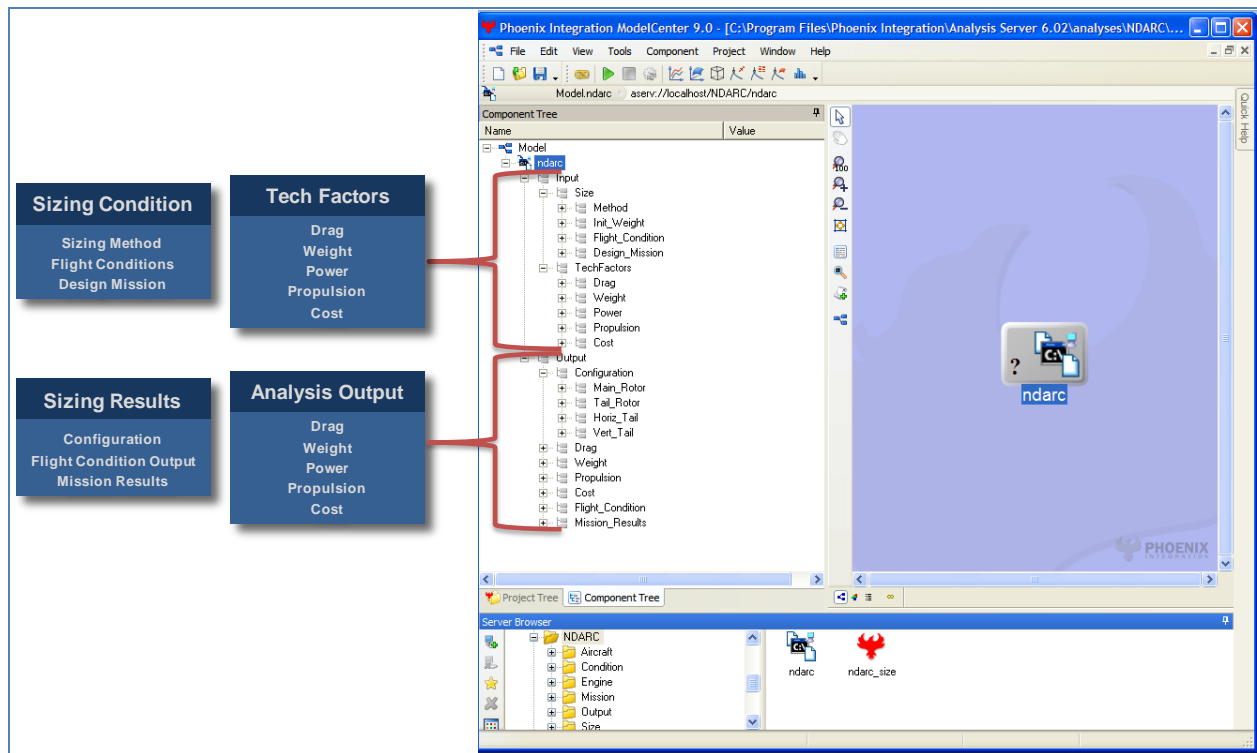 Phoenix Integration ModelCenter 9.0 - [C:\Program Files\Phoenix Integration\Analysis Server 6.02\analyses\NDARC\...
File Edit View Tools Component Project Window Help
Model.ndarc aserv://localhost/NDARC/ndarc
Component Tree
Name Value
Model
ndarc
Input
Size
Method
Init_Weight
Flight_Condition
Design_Mission
TechFactors
Drag
Weight
Power
Propulsion
Cost
Output
Configuration
Main_Rotor
Tail_Rotor
Horiz_Tail
Vert_Tail
Drag
Weight
Propulsion
Cost
Flight_Condition
Mission_Results
Sizing Condition
Sizing Method
Flight Conditions
Design Mission
Tech Factors
Drag
Weight
Power
Propulsion
Cost
Sizing Results
Configuration
Flight Condition Output
Mission Results
Analysis Output
Drag
Weight
Power
Propulsion
Cost
100
Quick Help
?
C:\
ndarc
PHOENIX
INTEGRATION
Project Tree Component Tree
Server Browser
NDARC
Aircraft
Condition
Engine
Mission
Output
Size
C:\
ndarc ndarc_size